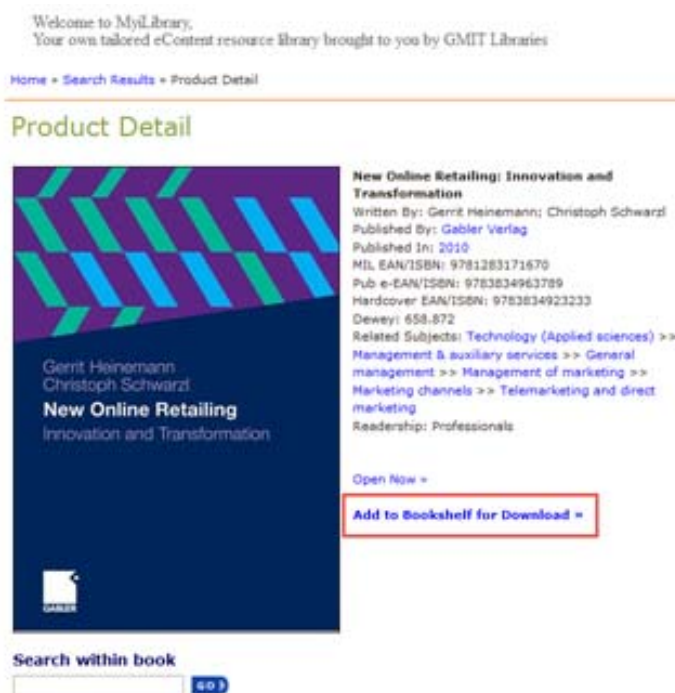 Welcome to MyiLibrary,
Your own tailored eContent resource library brought to you by GMIT Libraries
Home » Search Results » Product Detail
Product Detail
New Online Retailing: Innovation and
Transformation
Written By: Gerrit Heinemann; Christoph Schwarzl
Published By: Gabler Verlag
Published In: 2010
MIL EAN/ISBN: 9781283171670
Pub e-EAN/ISBN: 9783834963789
Hardcover EAN/ISBN: 9783834923233
Dewey: 658.872
Related Subjects: Technology (Applied sciences) >>
Management & auxiliary services >> General
management >> Management of marketing >>
Marketing channels >> Telemarketing and direct
marketing
Readership: Professionals
Open Now »
Add to Bookshelf for Download »
Gerrit Heinemann
Christoph Schwarzl
New Online Retailing
Innovation and Transformation
GABLER
Search within book
GO